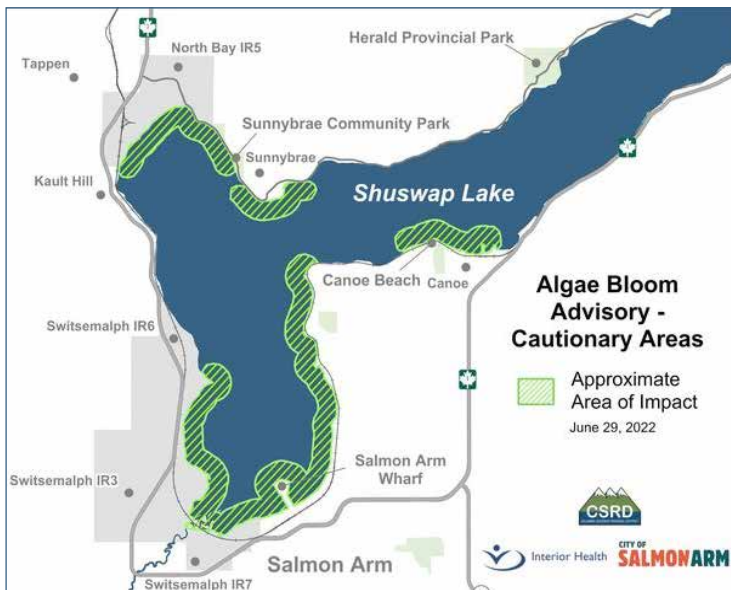 North Bay IR5
Herald Provincial Park
Tappen
Sunnybrae Community Park
Sunnybrae
Kault Hill
Shuswap Lake
Canoe Beach
Canoe
Algae Bloom
Advisory -
Cautionary Areas
Switsemalph IR6
Approximate
Area of Impact
June 29, 2022
Salmon Arm
Wharf
Switsemalph IR3
CSRD
Interior Health
CITY OF
SALMONARM
Salmon Arm
Switsemalph IR7